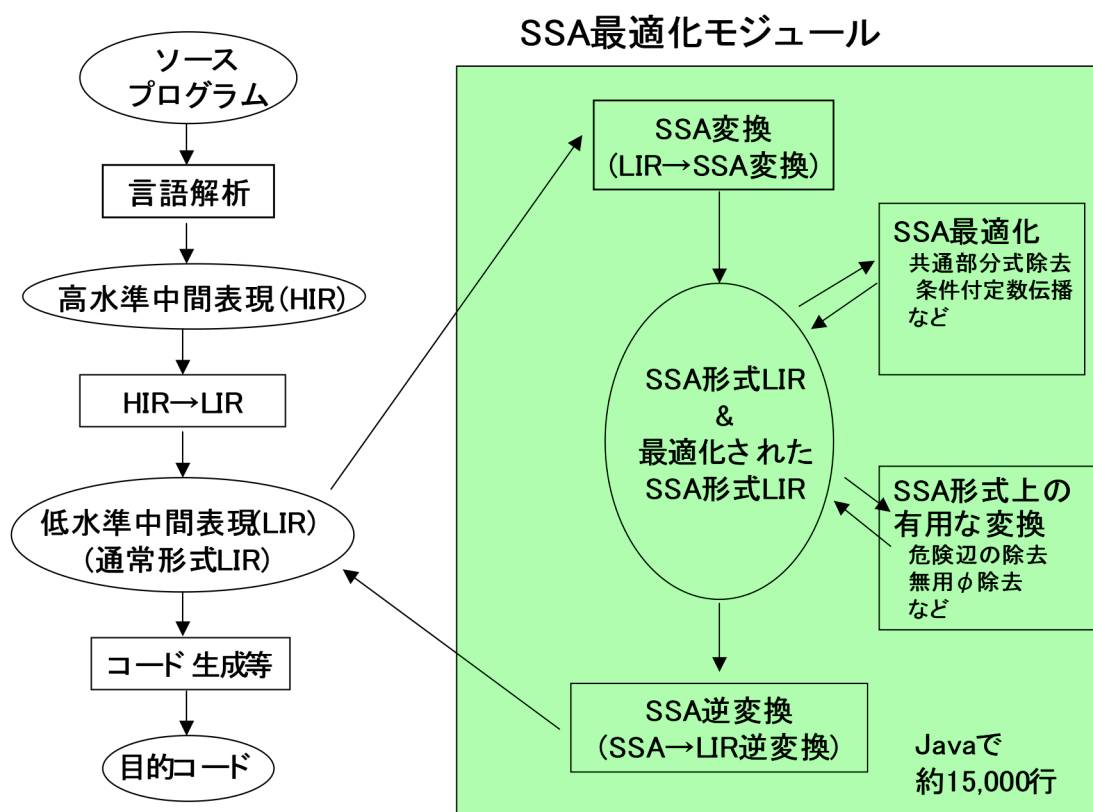 SSA最適化モジュール
ソース
プログラム
言語解析
高水準中間表現(HIR)
HIR→LIR
低水準中間表現(LIR)
(通常形式LIR)
コード生成等
目的コード
SSA変換
(LIR→SSA変換)
SSA最適化
共通部分式除去
条件付定数伝播
など
SSA形式LIR
&
最適化された
SSA形式LIR
SSA形式上の
有用な変換
危険辺の除去
無用φ除去
など
SSA逆変換
(SSA→LIR逆変換)
Javaで
約15,000行